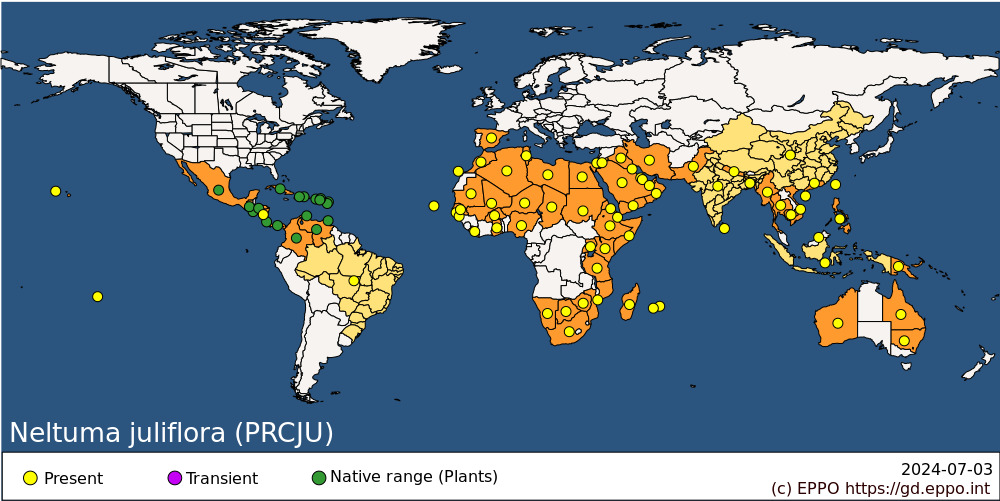 Neltuma juliflora (PRCJU)
Present
Transient
Native range (Plants)
2024-07-03
(c) EPPO https://gd.eppo.int